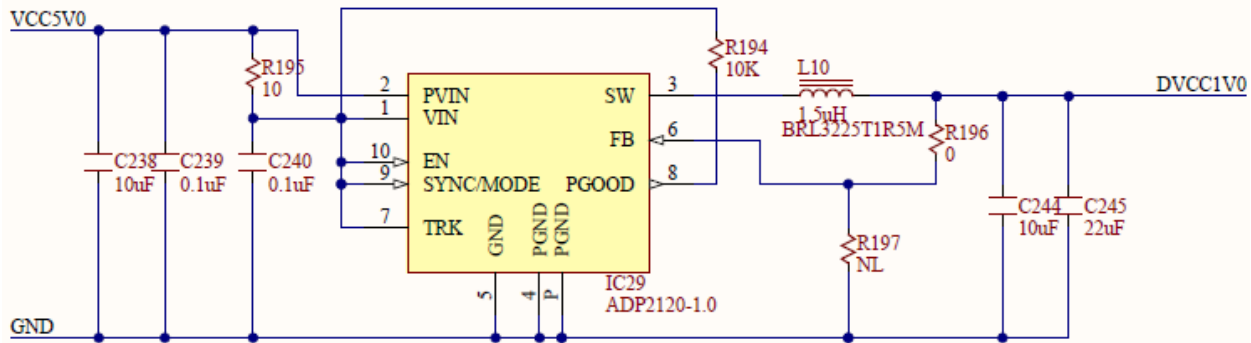 VCC5V0
R194
10K
R195
10
L10
2
PVIN
SW
3
DVCC1V0
1
VIN
1.5uH
BRL3225T1R5M
FB
6
R196
0
C238
10uF
C239
0.1uF
C240
0.1uF
10
EN
9
SYNC/MODE
PGOOD
8
7
TRK
GND
PGND
PGND
C244
10uF
C245
22uF
R197
NL
5
4
P
IC29
ADP2120-1.0
GND